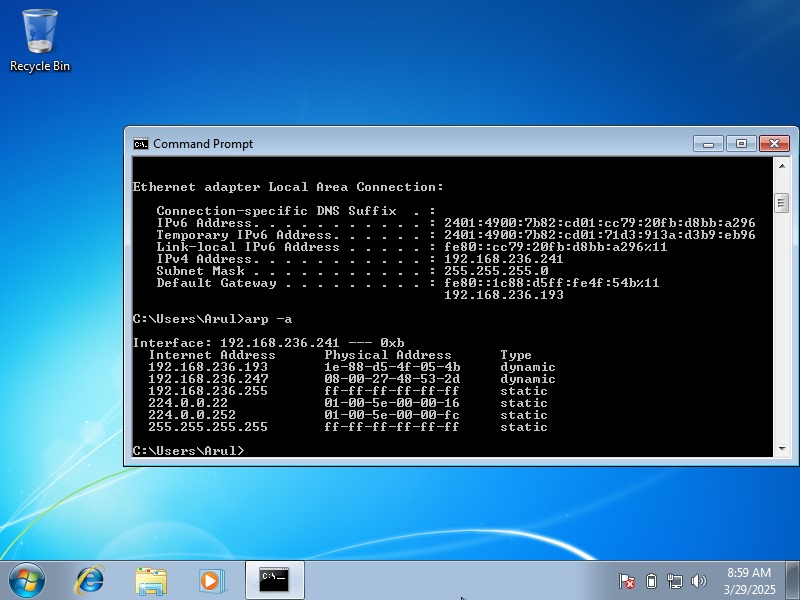 Recycle Bin
Command Prompt
Ethernet adapter Local Area Connection:
Connection-specific DNS Suffix . :
IPv6 Address. . . . . . . . . . . : 2401:4900:7b82:cd01:cc79:20fb:d8bb:a296
Temporary IPv6 Address. . . . . . : 2401:4900:7b82:cd01:71d3:913a:d3b9:eb96
Link-local IPv6 Address . . . . . : fe80::cc79:20fb:d8bb:a296%11
IPv4 Address. . . . . . . . . . . : 192.168.236.241
Subnet Mask . . . . . . . . . . . : 255.255.255.0
Default Gateway . . . . . . . . . : fe80::1c88:d5ff:fe4f:54b%11
192.168.236.193
C:\Users\Arul>arp -a
Interface: 192.168.236.241 --- 0xb
Internet Address Physical Address Type
192.168.236.193 1e-88-d5-4f-05-4b dynamic
192.168.236.247 08-00-27-48-53-2d dynamic
192.168.236.255 ff-ff-ff-ff-ff-ff static
224.0.0.22 01-00-5e-00-00-16 static
224.0.0.252 01-00-5e-00-00-fc static
255.255.255.255 ff-ff-ff-ff-ff-ff static
C:\Users\Arul>
8:59 AM
3/29/2025